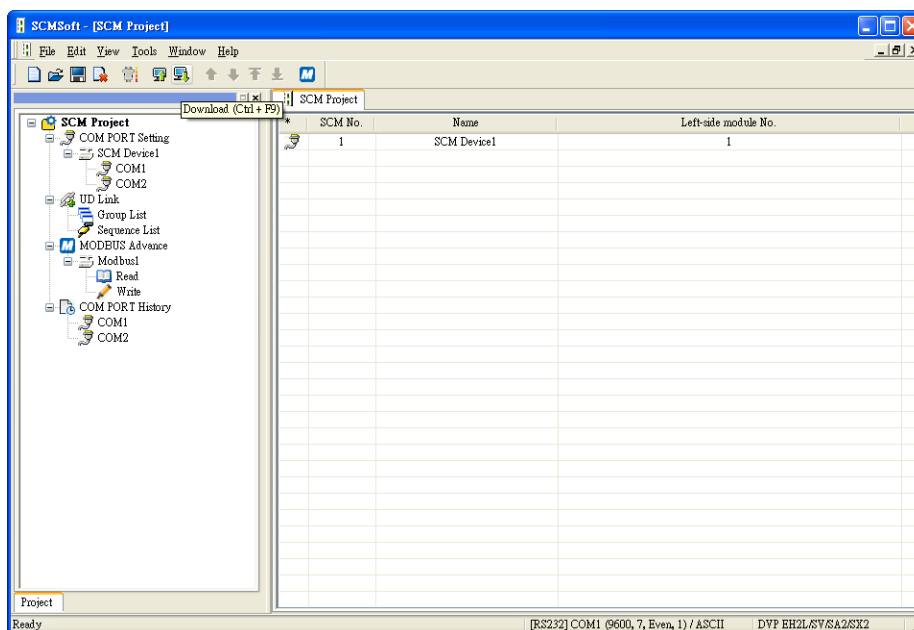 SCMSoft - [SCM Project]
File Edit View Tools Window Help
Download (Ctrl + F9)
SCM Project
COM PORT Setting
SCM Device1
COM1
COM2
UD Link
Group List
Sequence List
MODBUS Advance
Modbus1
Read
Write
COM PORT History
COM1
COM2
Project
SCM Project
* SCM No. Name Left-side module No.
1 SCM Device1 1
Ready [RS232] COM1 (9600, 7, Even, 1) / ASCII DVP EH2L/SV/SA2/SX2